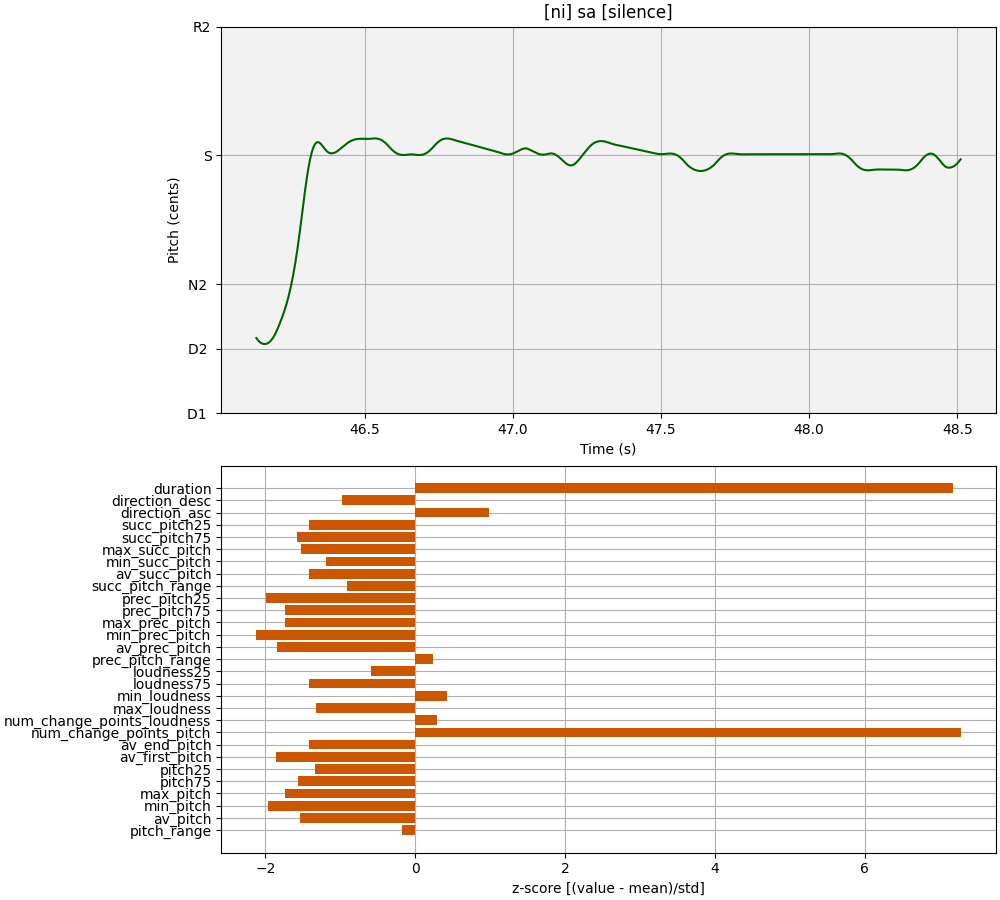 [ni] sa [silence]
R2
S
N2
D2
D1
Pitch (cents)
46.5 47.0 47.5 48.0 48.5
Time (s)
duration
direction_desc
direction_asc
succ_pitch25
succ_pitch75
max_succ_pitch
min_succ_pitch
av_succ_pitch
succ_pitch_range
prec_pitch25
prec_pitch75
max_prec_pitch
min_prec_pitch
av_prec_pitch
prec_pitch_range
loudness25
loudness75
min_loudness
max_loudness
num_change_points_loudness
num_change_points_pitch
av_end_pitch
av_first_pitch
pitch25
pitch75
max_pitch
min_pitch
av_pitch
pitch_range
−2 0 2 4 6
z-score [(value - mean)/std]